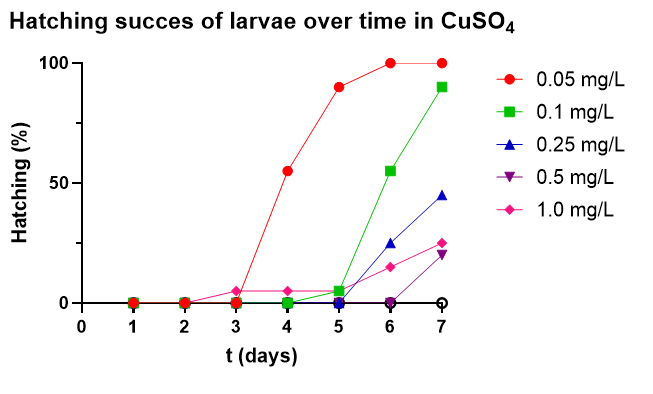 Hatching succes of larvae over time in CuSO₄
100
50
0
Hatching (%)
0 1 2 3 4 5 6 7
t (days)
0.05 mg/L
0.1 mg/L
0.25 mg/L
0.5 mg/L
1.0 mg/L